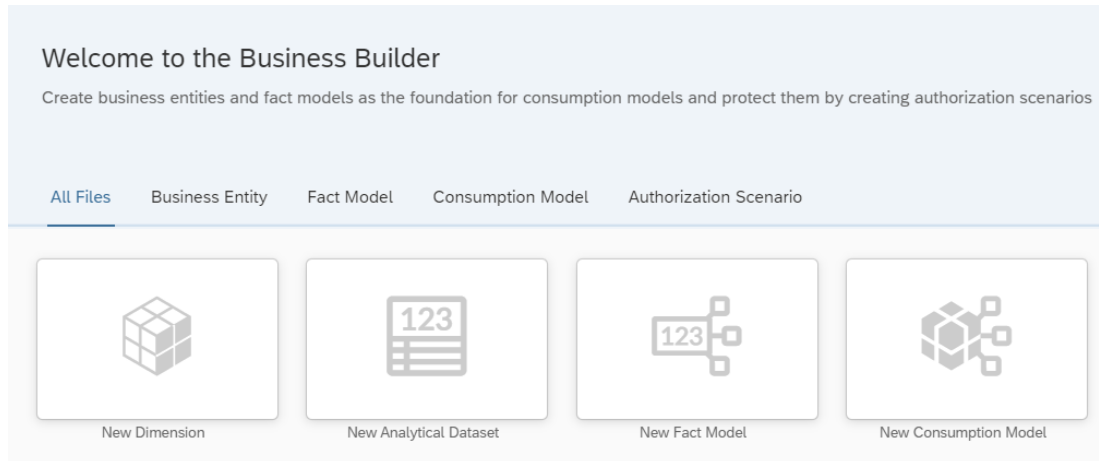 Welcome to the Business Builder
Create business entities and fact models as the foundation for consumption models and protect them by creating authorization scenarios
All Files Business Entity Fact Model Consumption Model Authorization Scenario
123 123
New Dimension New Analytical Dataset New Fact Model New Consumption Model